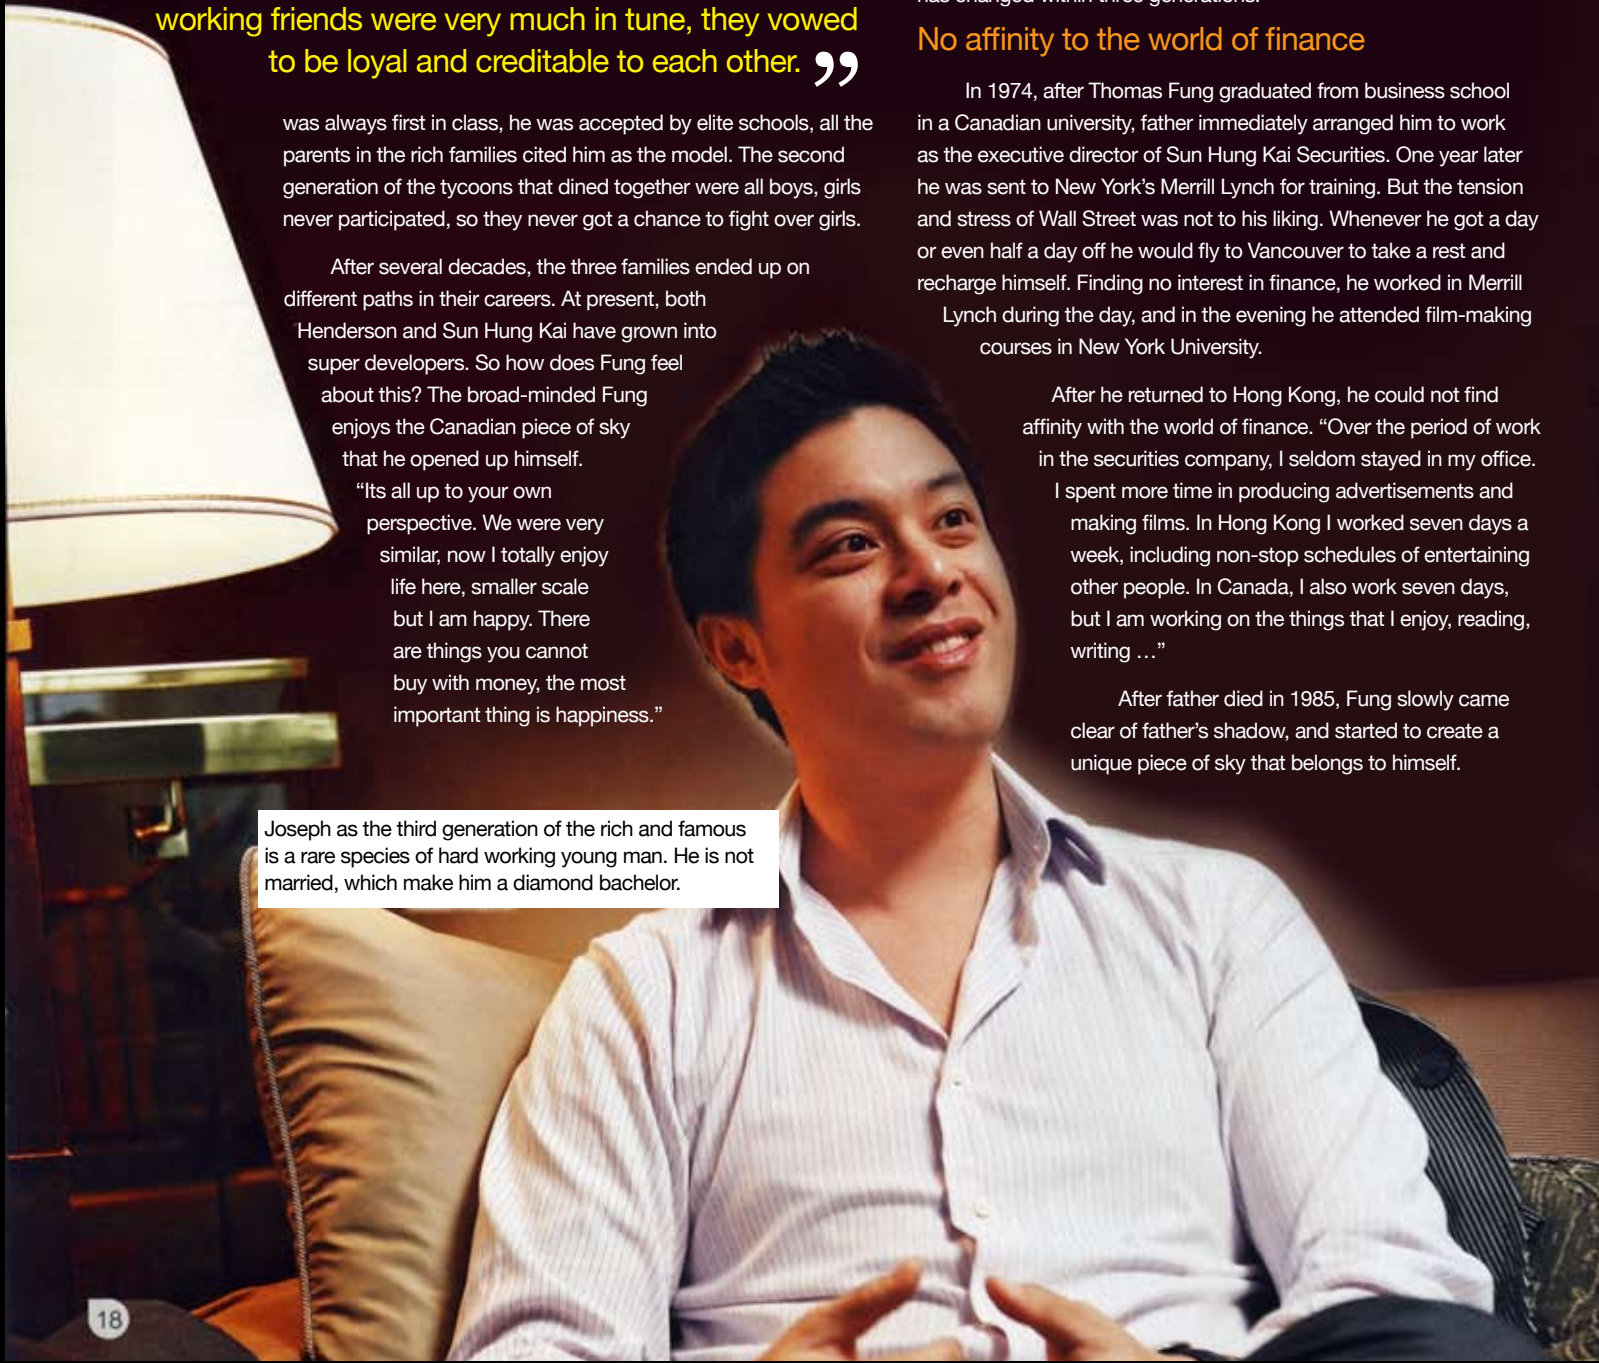 working friends were very much in tune, they vowed
to be loyal and creditable to each other. ”
was always first in class, he was accepted by elite schools, all the
parents in the rich families cited him as the model. The second
generation of the tycoons that dined together were all boys, girls
never participated, so they never got a chance to fight over girls.
After several decades, the three families ended up on
different paths in their careers. At present, both
Henderson and Sun Hung Kai have grown into
super developers. So how does Fung feel
about this? The broad-minded Fung
enjoys the Canadian piece of sky
that he opened up himself.
“Its all up to your own
perspective. We were very
similar, now I totally enjoy
life here, smaller scale
but I am happy. There
are things you cannot
buy with money, the most
important thing is happiness.”
Joseph as the third generation of the rich and famous
is a rare species of hard working young man. He is not
married, which make him a diamond bachelor.
has changed within three generations.
No affinity to the world of finance
In 1974, after Thomas Fung graduated from business school
in a Canadian university, father immediately arranged him to work
as the executive director of Sun Hung Kai Securities. One year later
he was sent to New York’s Merrill Lynch for training. But the tension
and stress of Wall Street was not to his liking. Whenever he got a day
or even half a day off he would fly to Vancouver to take a rest and
recharge himself. Finding no interest in finance, he worked in Merrill
Lynch during the day, and in the evening he attended film-making
courses in New York University.
After he returned to Hong Kong, he could not find
affinity with the world of finance. “Over the period of work
in the securities company, I seldom stayed in my office.
I spent more time in producing advertisements and
making films. In Hong Kong I worked seven days a
week, including non-stop schedules of entertaining
other people. In Canada, I also work seven days,
but I am working on the things that I enjoy, reading,
writing …”
After father died in 1985, Fung slowly came
clear of father’s shadow, and started to create a
unique piece of sky that belongs to himself.
18